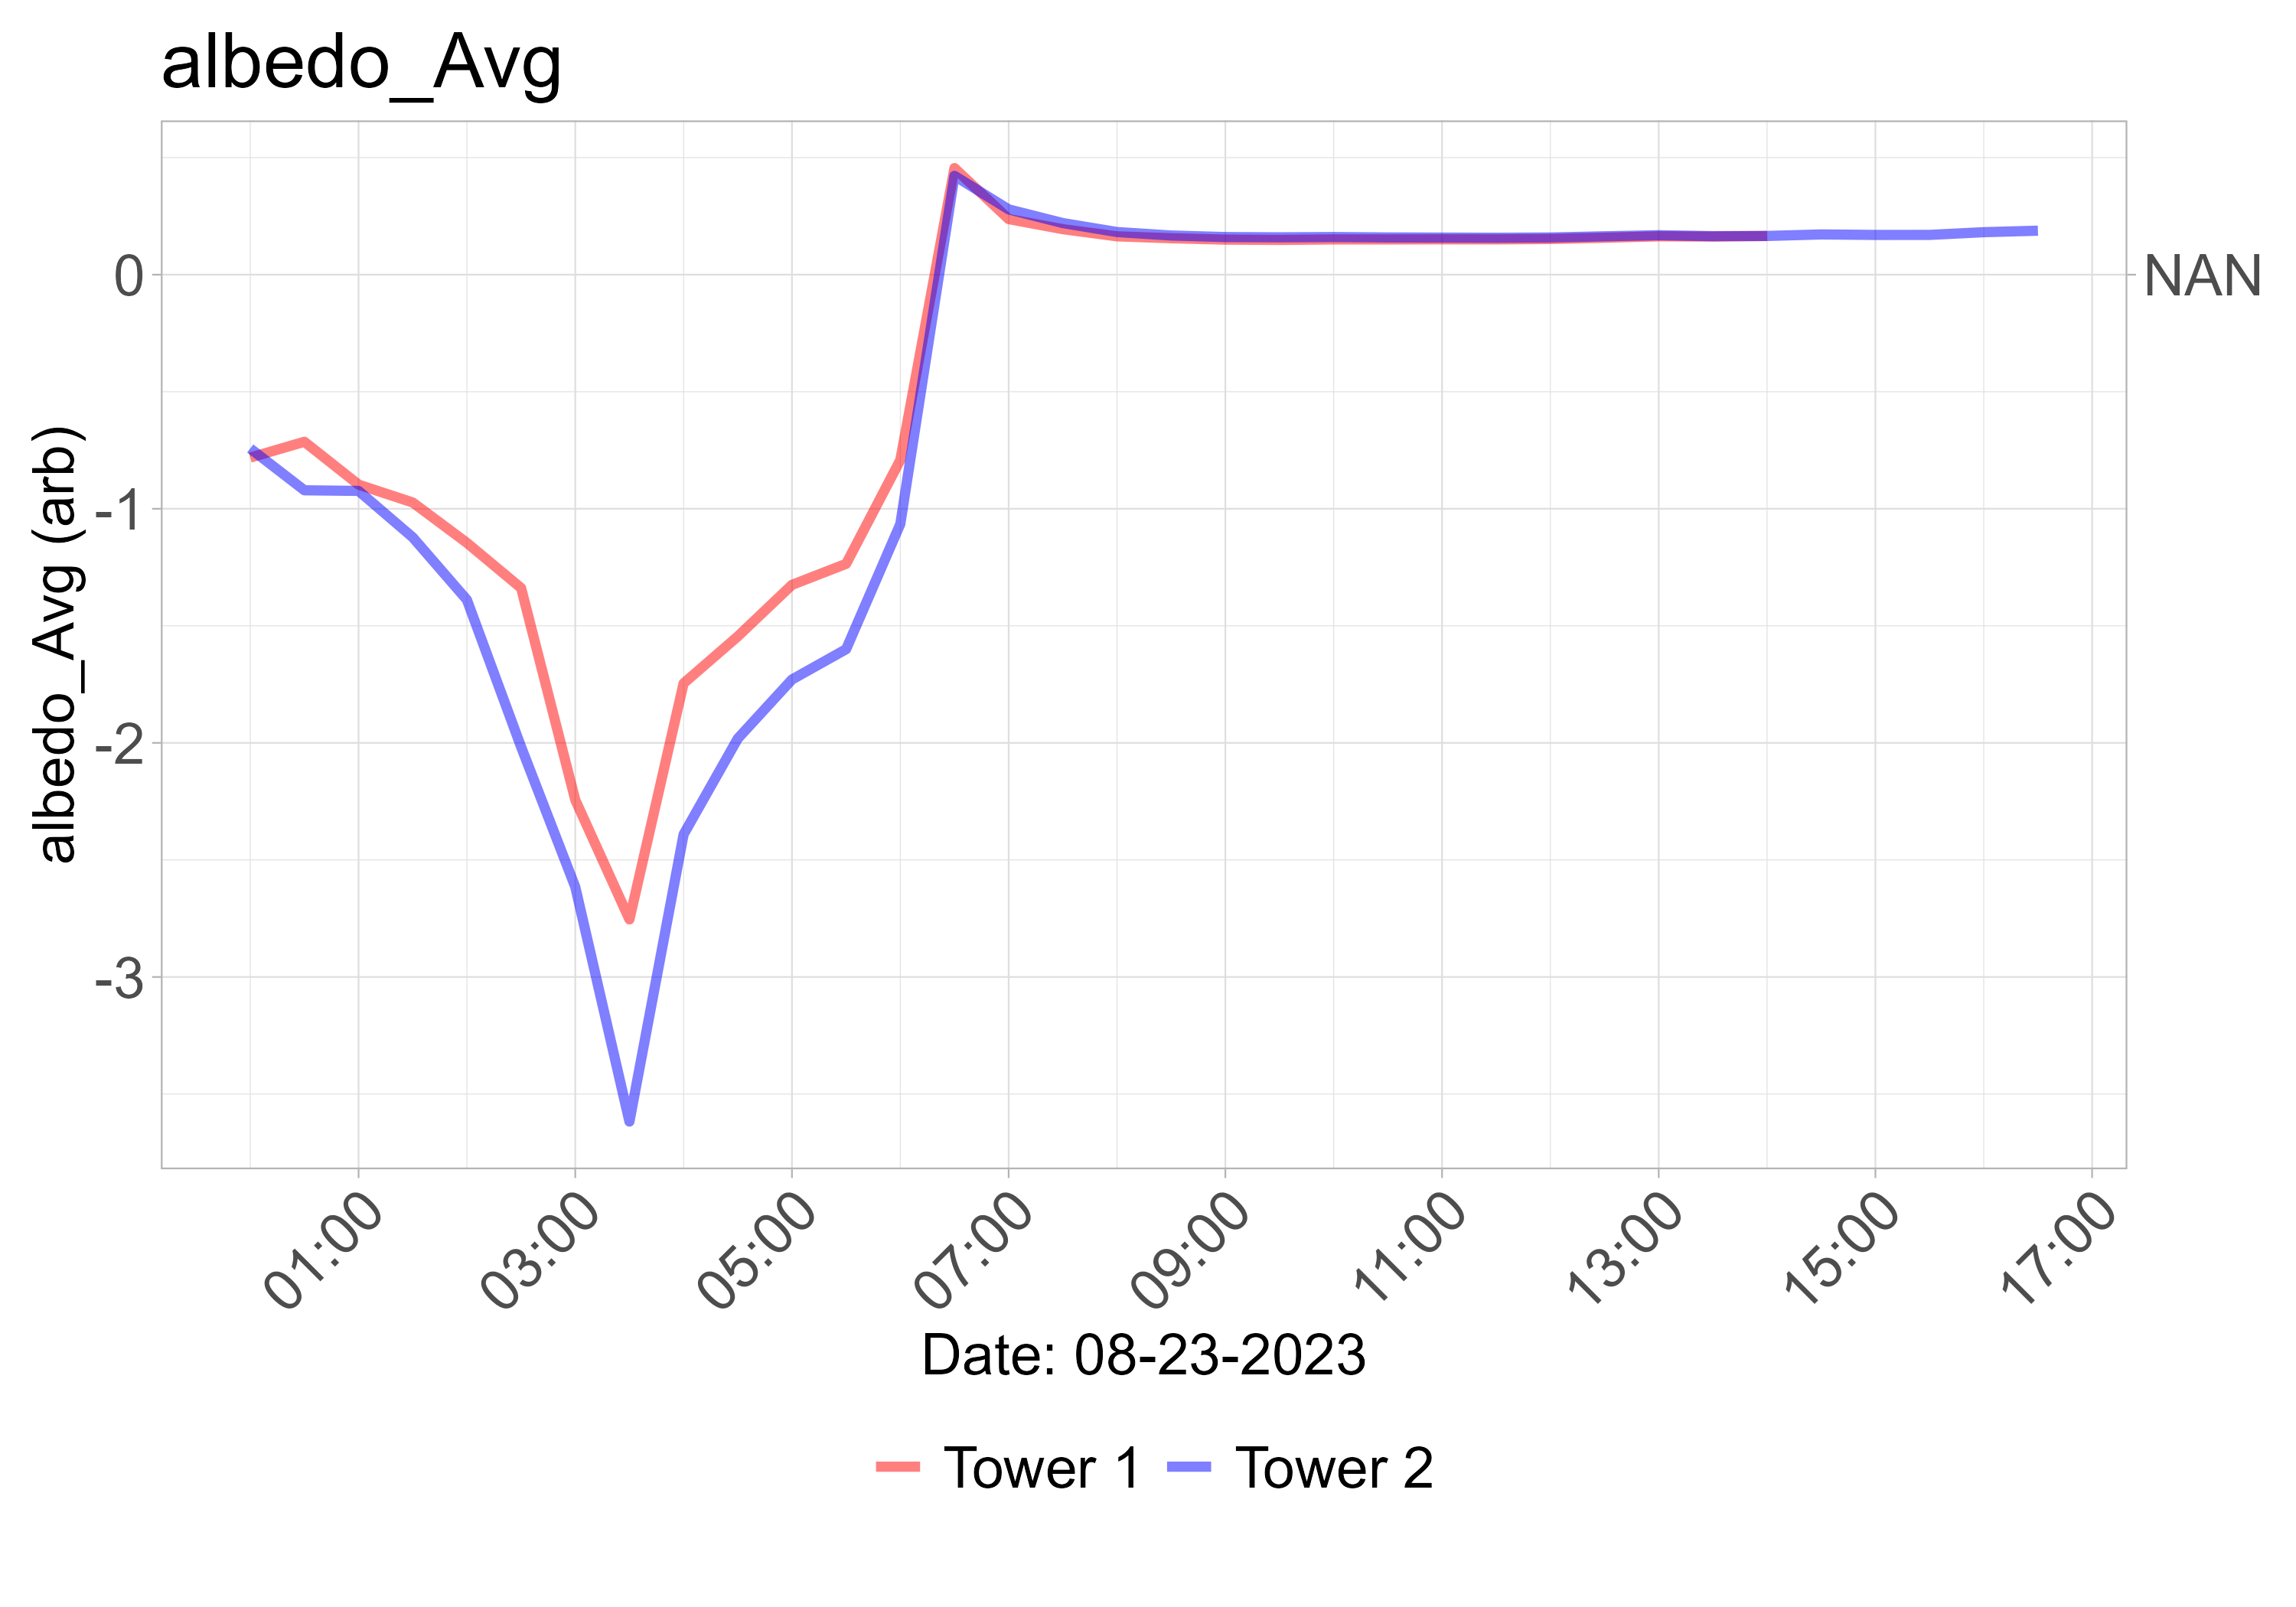 albedo_Avg
albedo_Avg (arb)
0
-1
-2
-3
NAN
01:00
03:00
05:00
07:00
09:00
11:00
13:00
15:00
17:00
Date: 08-23-2023
Tower 1
Tower 2